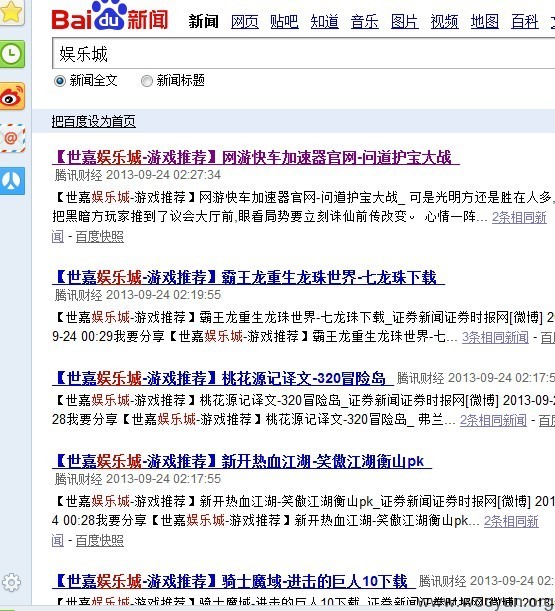 Bai du 新闻 新闻 网页 贴吧 知道 音乐 图片 视频 地图 百科
娱乐城
新闻全文 新闻标题
把百度设为首页
【世嘉娱乐城-游戏推荐】网游快车加速器官网-问道护宝大战_
腾讯财经 2013-09-24 02:27:34
【世嘉娱乐城-游戏推荐】网游快车加速器官网-问道护宝大战_ 可是光明方还是胜在人多,
把黑暗方玩家推到了议会大厅前,眼看局势要立刻诛仙前传改变。 心情一阵... 2条相同新
闻 - 百度快照
【世嘉娱乐城-游戏推荐】霸王龙重生龙珠世界-七龙珠下载_
腾讯财经 2013-09-24 02:19:55
【世嘉娱乐城-游戏推荐】霸王龙重生龙珠世界-七龙珠下载_证券新闻证券时报网[微博] 20
9-24 00:29我要分享【世嘉娱乐城-游戏推荐】霸王龙重生龙珠世界-七... 3条相同新闻 - 百
【世嘉娱乐城-游戏推荐】桃花源记译文-320冒险岛_ 腾讯财经 2013-09-24 02:17:5
【世嘉娱乐城-游戏推荐】桃花源记译文-320冒险岛_证券新闻证券时报网[微博] 2013-09-2
28我要分享【世嘉娱乐城-游戏推荐】桃花源记译文-320冒险岛_ 弗兰... 2条相同新闻 - 百
【世嘉娱乐城-游戏推荐】新开热血江湖-笑傲江湖衡山pk_
腾讯财经 2013-09-24 02:17:55
【世嘉娱乐城-游戏推荐】新开热血江湖-笑傲江湖衡山pk_证券新闻证券时报网[微博] 201
4 00:28我要分享【世嘉娱乐城-游戏推荐】新开热血江湖-笑傲江湖衡山pk... 2条相同新
闻 - 百度快照
【世嘉娱乐城-游戏推荐】骑士魔域-进击的巨人10下载_ 腾讯财经 2013-09-24 02:
【世嘉娱乐城-游戏推荐】骑士魔域-进击的巨人10下载_证券新闻证券时报网[微博] 2013